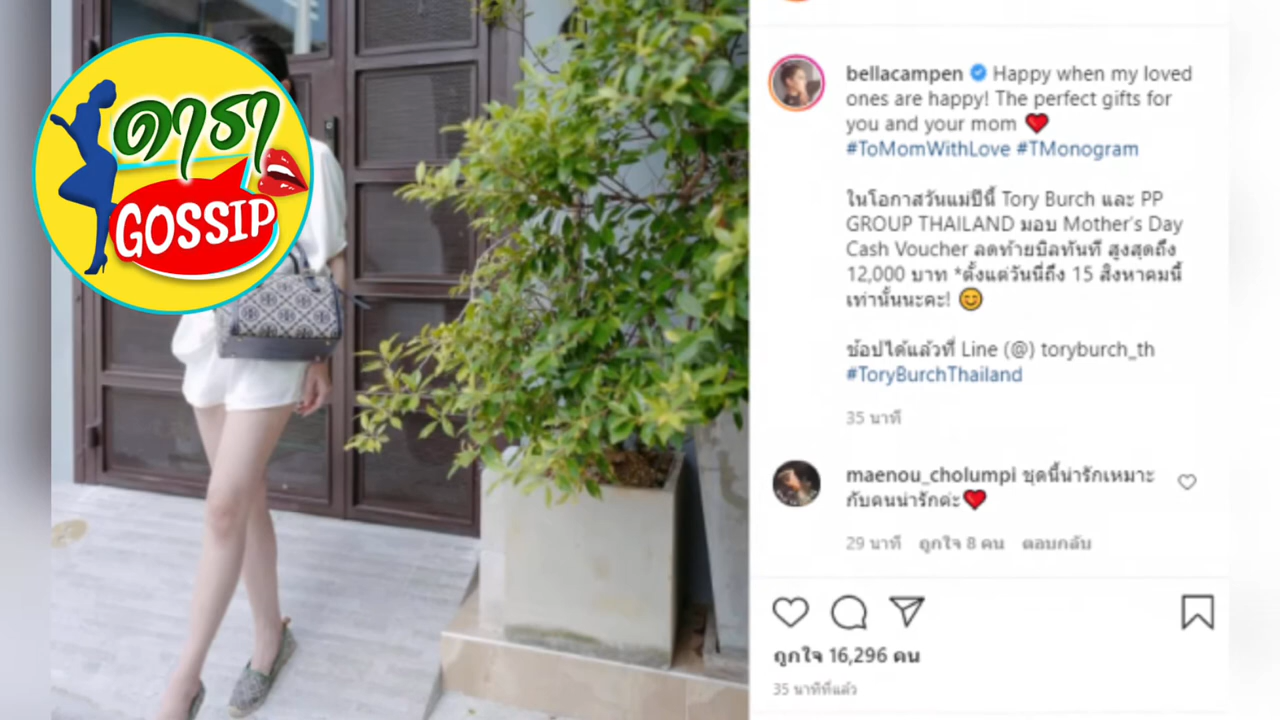 ดารา
GOSSIP
bellacampen Happy when my loved
ones are happy! The perfect gifts for
you and your mom ❤️
#ToMomWithLove #TMonogram
ในโอกาสวันแม่ปีนี้ Tory Burch และ PP
GROUP THAILAND มอบ Mother's Day
Cash Voucher ลดท้ายบิลทันที สูงสุดถึง
12,000 บาท *ตั้งแต่วันนี่ถึง 15 สิงหาคมนี้
เท่านั้นนะคะ! 😊
ช้อปได้แล้วที่ Line (@) toryburch_th
#ToryBurchThailand
35 นาที
maenou_cholumpi ชุดนี้น่ารักเหมาะ
กับคนน่ารักค่ะ❤️
29 นาที ถูกใจ 8 คน ตอบกลับ
ถูกใจ 16,296 คน
35 นาทีที่แล้ว